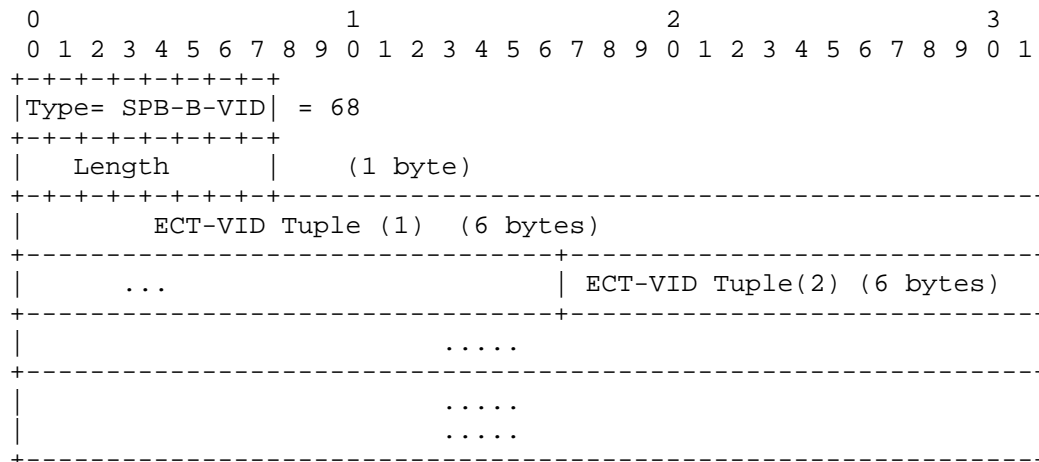 0                   1                   2                   3
 0 1 2 3 4 5 6 7 8 9 0 1 2 3 4 5 6 7 8 9 0 1 2 3 4 5 6 7 8 9 0 1
+-+-+-+-+-+-+-+-+
|Type= SPB-B-VID| = 68
+-+-+-+-+-+-+-+-+
|   Length      |    (1 byte)
+-+-+-+-+-+-+-+-+-----------------------------------------------
|        ECT-VID Tuple (1)  (6 bytes)
+---------------------------------+-----------------------------
|      ...                        | ECT-VID Tuple(2) (6 bytes)
+---------------------------------+-----------------------------
|                          .....
+---------------------------------------------------------------
|                          .....
|                          .....
+---------------------------------------------------------------